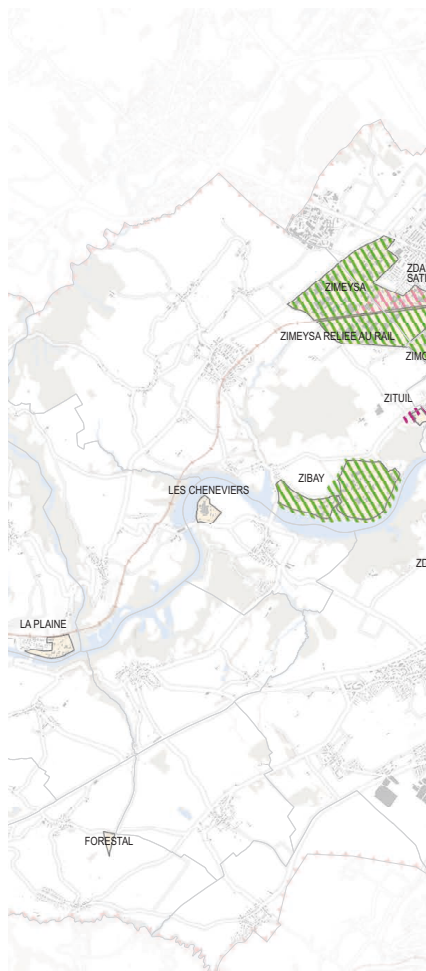 ZDA
SATI
ZIMEYSA
ZIMEYSA RELIEE AU RAIL
ZIMO
ZITUIL
ZIBAY
LES CHENEVIERS
ZD
LA PLAINE
FORESTAL